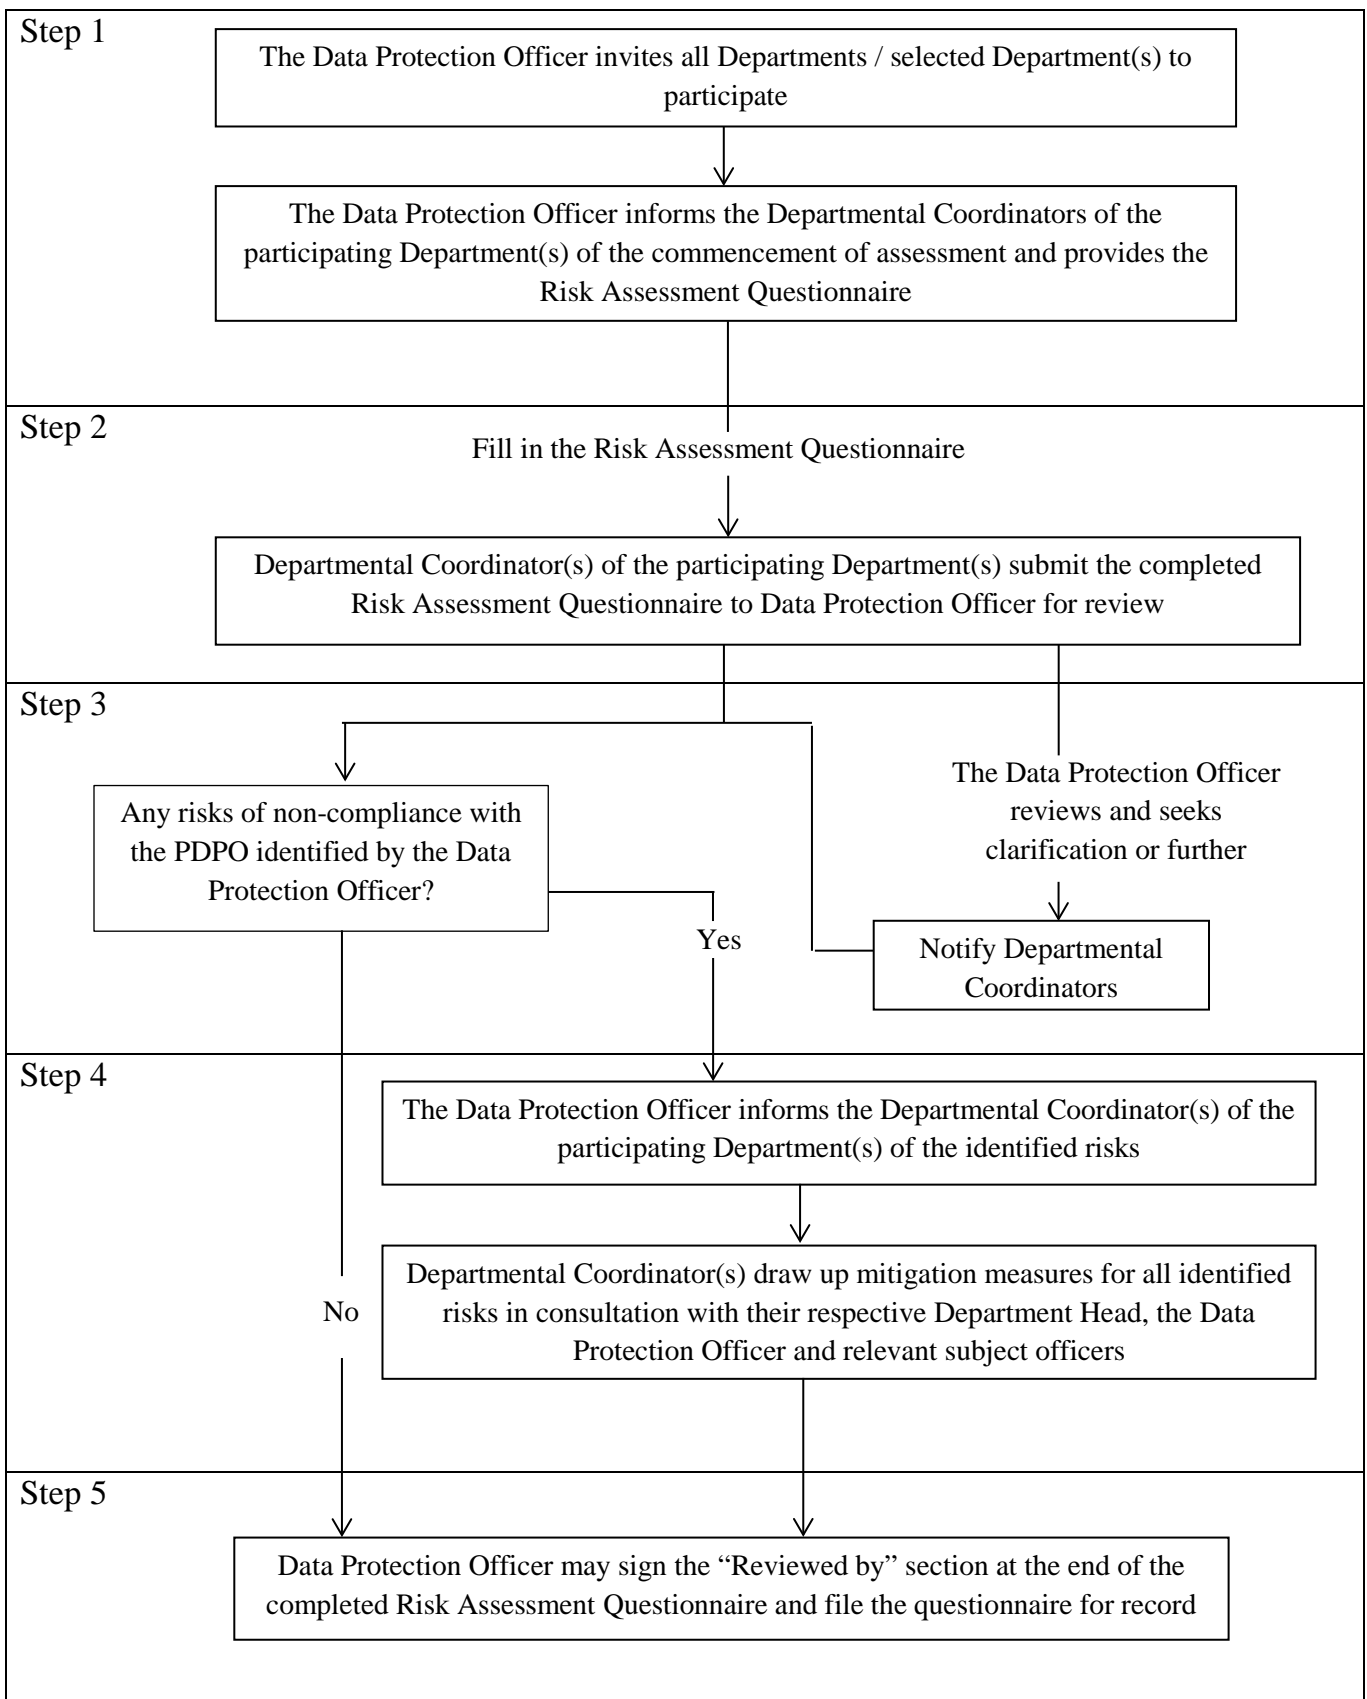 Step 1
The Data Protection Officer invites all Departments / selected Department(s) to
participate
The Data Protection Officer informs the Departmental Coordinators of the
participating Department(s) of the commencement of assessment and provides the
Risk Assessment Questionnaire
Step 2
Fill in the Risk Assessment Questionnaire
Departmental Coordinator(s) of the participating Department(s) submit the completed
Risk Assessment Questionnaire to Data Protection Officer for review
Step 3
Any risks of non-compliance with
the PDPO identified by the Data
Protection Officer?
The Data Protection Officer
reviews and seeks
clarification or further
Yes
Notify Departmental
Coordinators
Step 4
The Data Protection Officer informs the Departmental Coordinator(s) of the
participating Department(s) of the identified risks
Departmental Coordinator(s) draw up mitigation measures for all identified
risks in consultation with their respective Department Head, the Data
Protection Officer and relevant subject officers
No
Step 5
Data Protection Officer may sign the “Reviewed by” section at the end of the
completed Risk Assessment Questionnaire and file the questionnaire for record